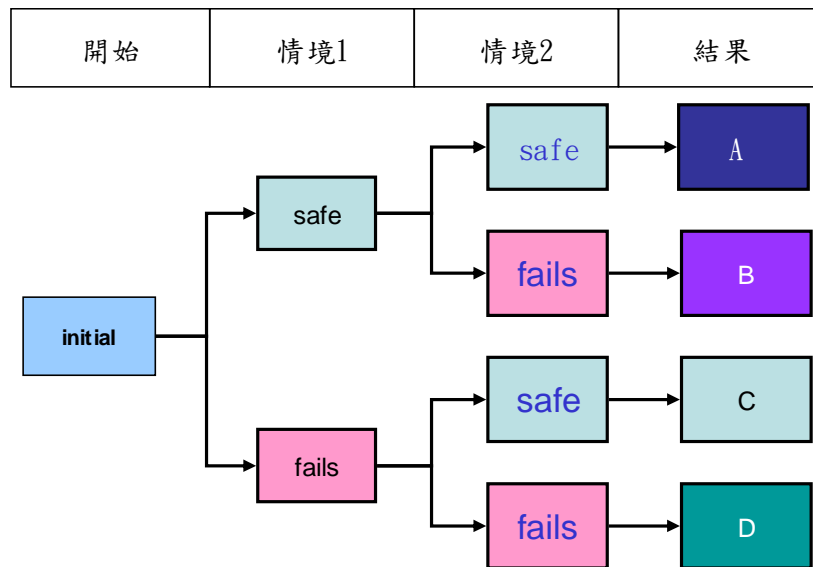 開始
情境1
情境2
結果
safe
A
safe
fails
B
initial
safe
C
fails
fails
D